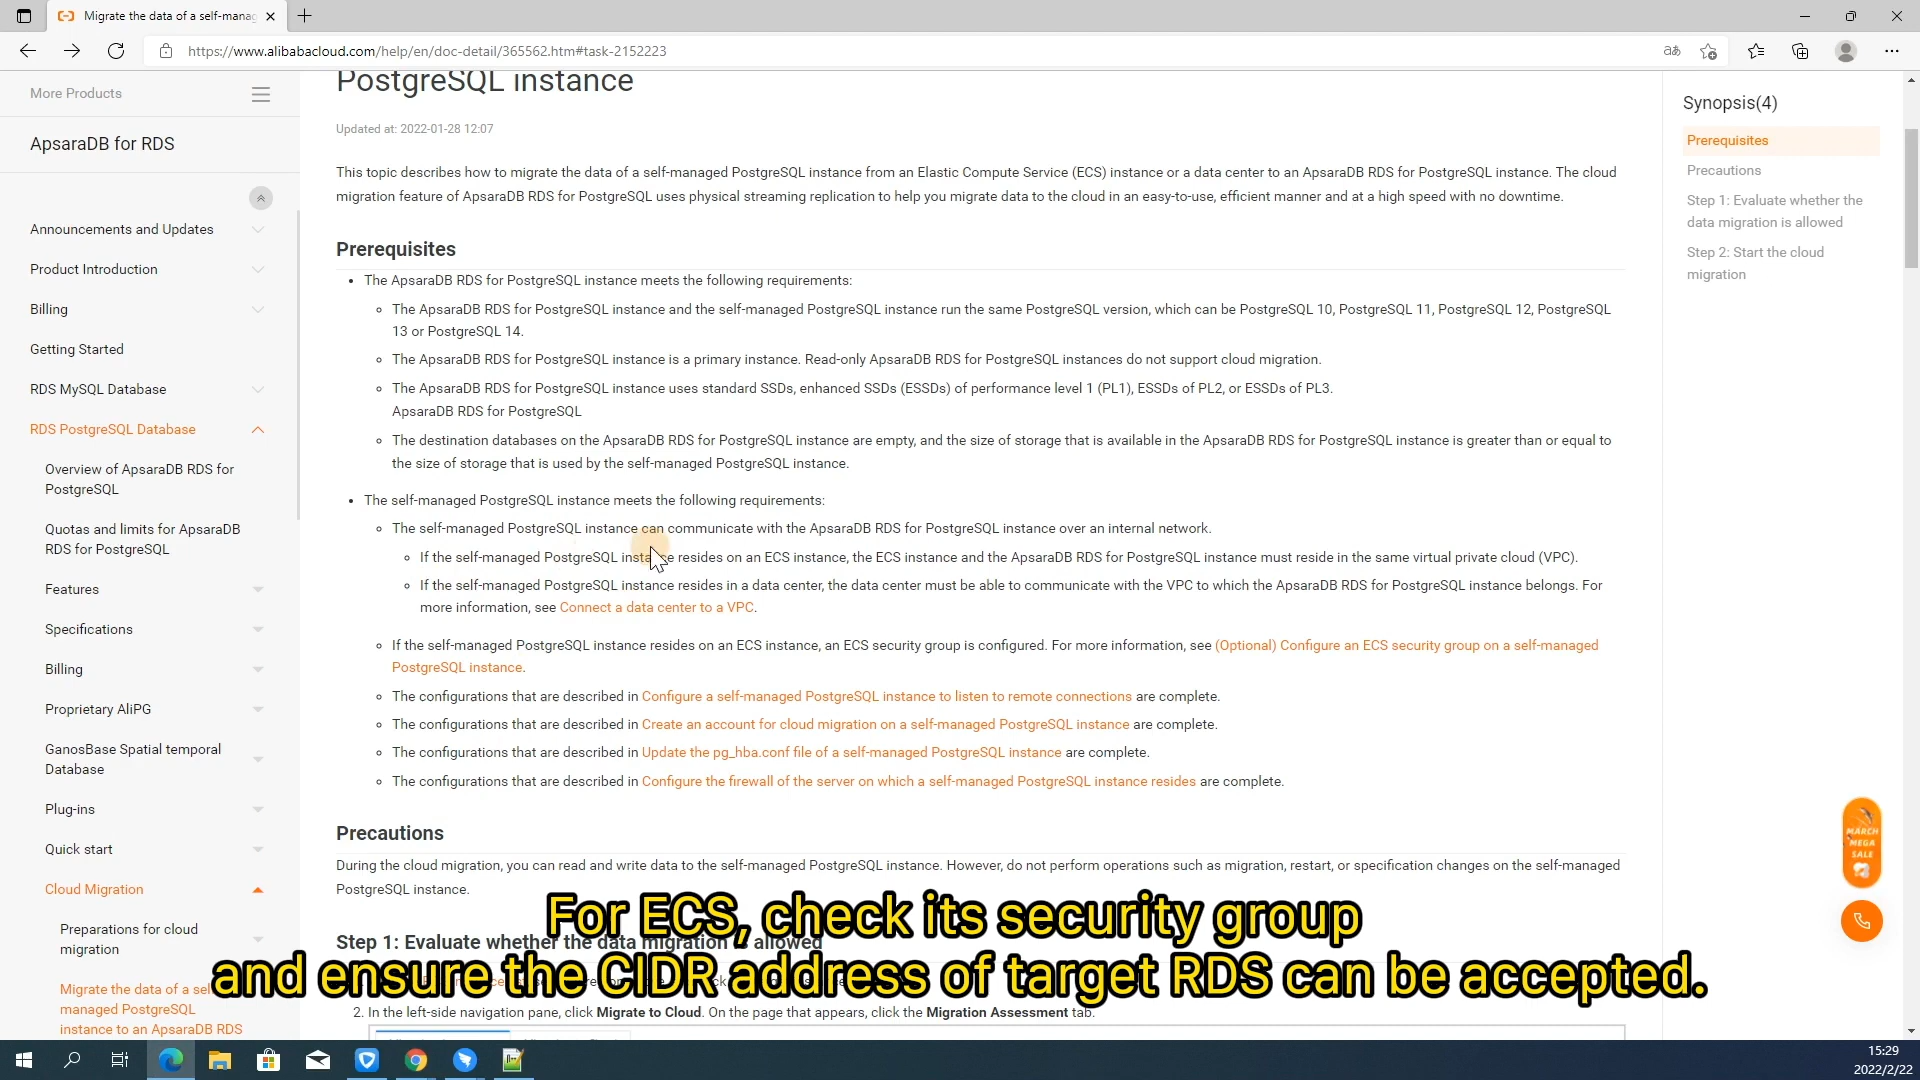 Migrate the data of a self-mana
https://www.alibabacloud.com/help/en/doc-detail/365562.htm#task-2152223
More Products
ApsaraDB for RDS
Announcements and Updates
Product Introduction
Billing
Getting Started
RDS MySQL Database
RDS PostgreSQL Database
Overview of ApsaraDB RDS for
PostgreSQL
Quotas and limits for ApsaraDB
RDS for PostgreSQL
Features
Specifications
Billing
Proprietary AliPG
GanosBase Spatial temporal
Database
Plug-ins
Quick start
Cloud Migration
Preparations for cloud
migration
Migrate the data of a
managed PostgreSQL
instance to an ApsaraDB RDS
PostgreSQL instance
Updated at: 2022-01-28 12:07
This topic describes how to migrate the data of a self-managed PostgreSQL instance from an Elastic Compute Service (ECS) instance or a data center to an ApsaraDB RDS for PostgreSQL instance. The cloud
migration feature of ApsaraDB RDS for PostgreSQL uses physical streaming replication to help you migrate data to the cloud in an easy-to-use, efficient manner and at a high speed with no downtime.
Prerequisites
The ApsaraDB RDS for PostgreSQL instance meets the following requirements:
The ApsaraDB RDS for PostgreSQL instance and the self-managed PostgreSQL instance run the same PostgreSQL version, which can be PostgreSQL 10, PostgreSQL 11, PostgreSQL 12, PostgreSQL
13 or PostgreSQL 14.
The ApsaraDB RDS for PostgreSQL instance is a primary instance. Read-only ApsaraDB RDS for PostgreSQL instances do not support cloud migration.
The ApsaraDB RDS for PostgreSQL instance uses standard SSDs, enhanced SSDs (ESSDs) of performance level 1 (PL1), ESSDs of PL2, or ESSDs of PL3.
ApsaraDB RDS for PostgreSQL
The destination databases on the ApsaraDB RDS for PostgreSQL instance are empty, and the size of storage that is available in the ApsaraDB RDS for PostgreSQL instance is greater than or equal to
the size of storage that is used by the self-managed PostgreSQL instance.
The self-managed PostgreSQL instance meets the following requirements:
The self-managed PostgreSQL instance can communicate with the ApsaraDB RDS for PostgreSQL instance over an internal network.
If the self-managed PostgreSQL instance resides on an ECS instance, the ECS instance and the ApsaraDB RDS for PostgreSQL instance must reside in the same virtual private cloud (VPC).
If the self-managed PostgreSQL instance resides in a data center, the data center must be able to communicate with the VPC to which the ApsaraDB RDS for PostgreSQL instance belongs. For
more information, see Connect a data center to a VPC.
If the self-managed PostgreSQL instance resides on an ECS instance, an ECS security group is configured. For more information, see (Optional) Configure an ECS security group on a self-managed
PostgreSQL instance.
The configurations that are described in Configure a self-managed PostgreSQL instance to listen to remote connections are complete.
The configurations that are described in Create an account for cloud migration on a self-managed PostgreSQL instance are complete.
The configurations that are described in Update the pg_hba.conf file of a self-managed PostgreSQL instance are complete.
The configurations that are described in Configure the firewall of the server on which a self-managed PostgreSQL instance resides are complete.
Precautions
During the cloud migration, you can read and write data to the self-managed PostgreSQL instance. However, do not perform operations such as migration, restart, or specification changes on the self-managed
PostgreSQL instance.
Step 1: Evaluate whether the data migration is allowed
2. In the left-side navigation pane, click Migrate to Cloud. On the page that appears, click the Migration Assessment tab.
For ECS, check its security group
and ensure the CIDR address of target RDS can be accepted.
Synopsis(4)
Prerequisites
Precautions
Step 1: Evaluate whether the
data migration is allowed
Step 2: Start the cloud
migration
MARCH
MEGA
SALE
15:29
2022/2/22